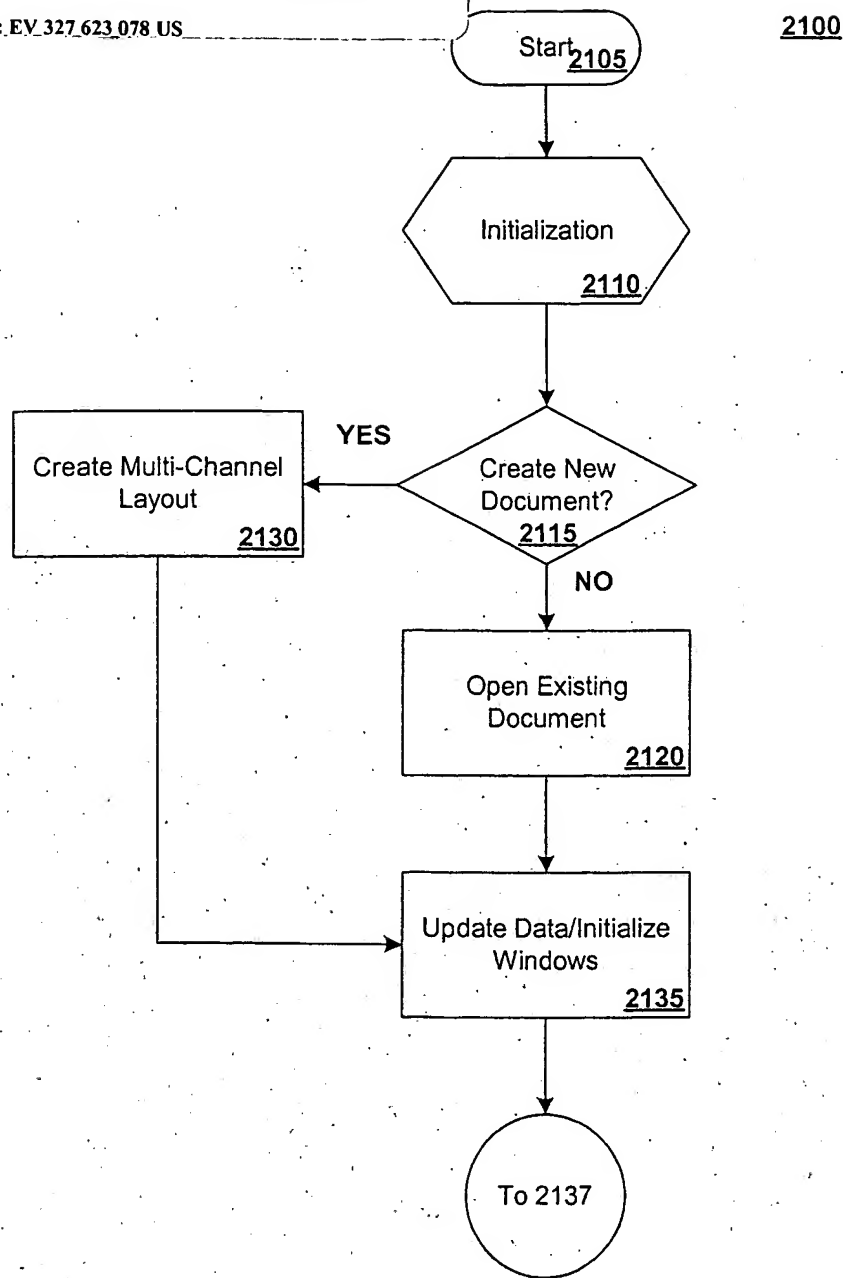 : EV 327 623 078 US
2100
Start
2105
Initialization
2110
YES
Create New
Document?
2115
Create Multi-Channel
Layout
2130
NO
Open Existing
Document
2120
Update Data/Initialize
Windows
2135
To 2137